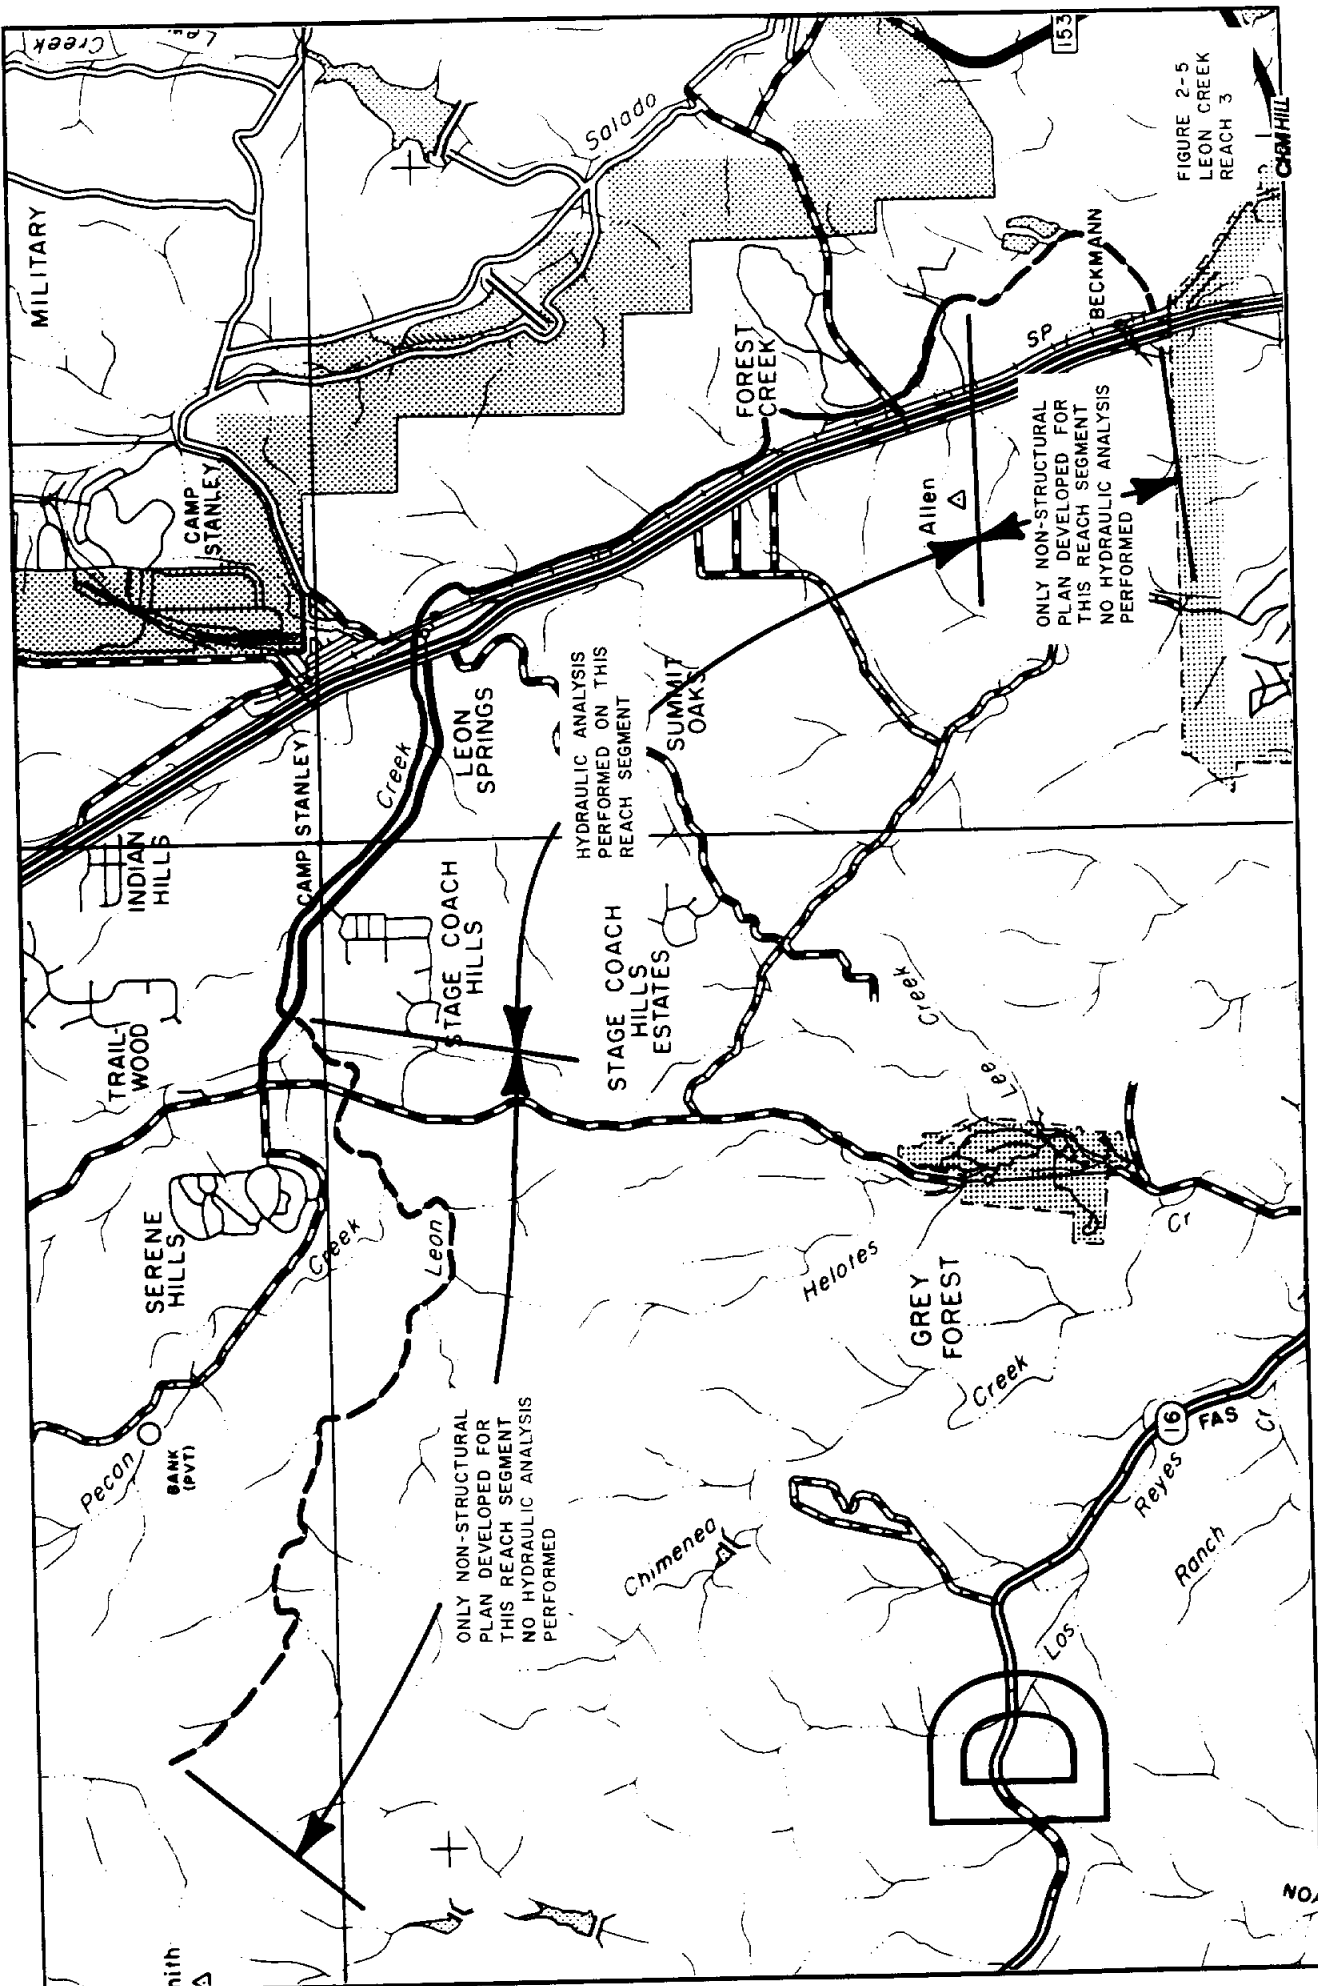 Creek
MILITARY
Salado
153
FIGURE 2-5
LEON CREEK
REACH 3
CH2M HILL
CAMP
STANLEY
FOREST
CREEK
BECKMANN
SP
Allen
ONLY NON-STRUCTURAL
PLAN DEVELOPED FOR
THIS REACH SEGMENT
NO HYDRAULIC ANALYSIS
PERFORMED
INDIAN
HILLS
CAMP STANLEY
Creek
LEON
SPRINGS
HYDRAULIC ANALYSIS
PERFORMED ON THIS
REACH SEGMENT
SUMMIT
OAKS
TRAIL-
WOOD
STAGE COACH
HILLS
STAGE COACH
HILLS
ESTATES
Lee Creek
SERENE
HILLS
Creek
Leon
Helotes
Cr
GREY
FOREST
Creek
Pecan
BANK
(PVT)
ONLY NON-STRUCTURAL
PLAN DEVELOPED FOR
THIS REACH SEGMENT
NO HYDRAULIC ANALYSIS
PERFORMED
Chimenea
16
FAS
Cr
Reyes
Ranch
Los
D